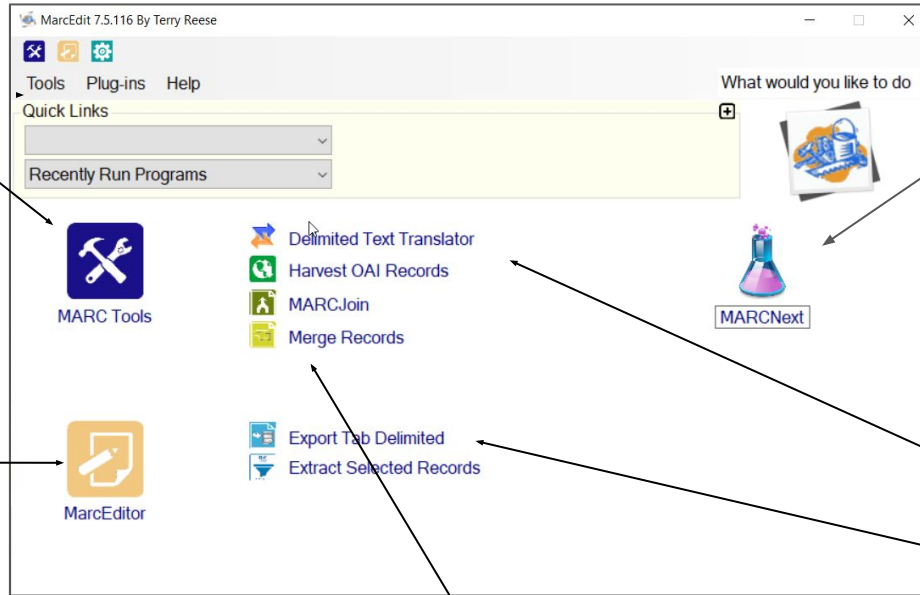 MarcEdit 7.5.116 By Terry Reese
Tools Plug-ins Help
What would you like to do
Quick Links
Recently Run Programs
MARC Tools
Delimited Text Translator
Harvest OAI Records
MARCJoin
Merge Records
MARCNext
MarcEditor
Export Tab Delimited
Extract Selected Records